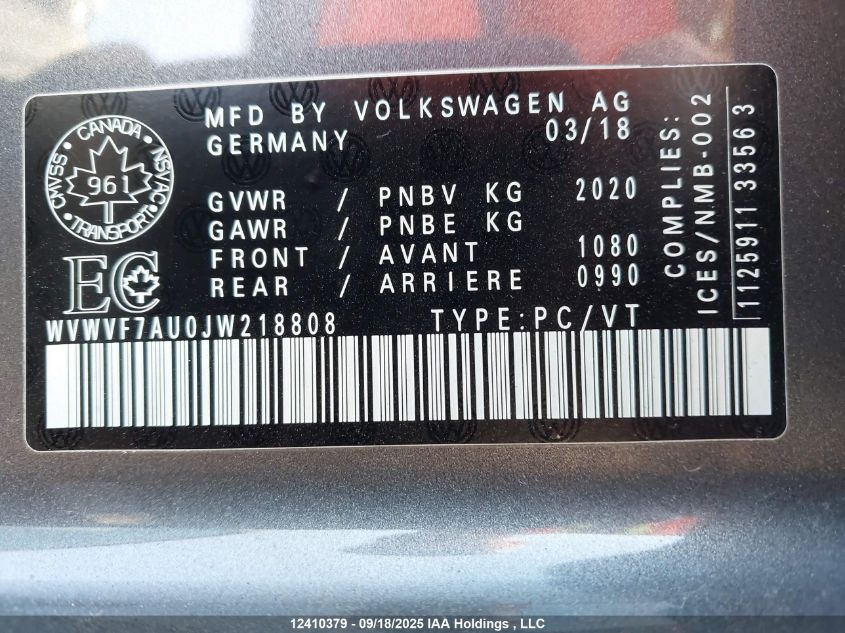 MFD BY VOLKSWAGEN AG
GERMANY 03/18
GVWR / PNBV KG 2020
GAWR / PNBE KG
FRONT / AVANT 1080
REAR / ARRIERE 0990
CANADA
CMVSS NSVAC
961
TRANSPORT
EC
WVWVF7AU0JW218808 TYPE:PC/VT
COMPLIES:
ICES/NMB-002
1125911 33563
12410379 - 09/18/2025 IAA Holdings , LLC